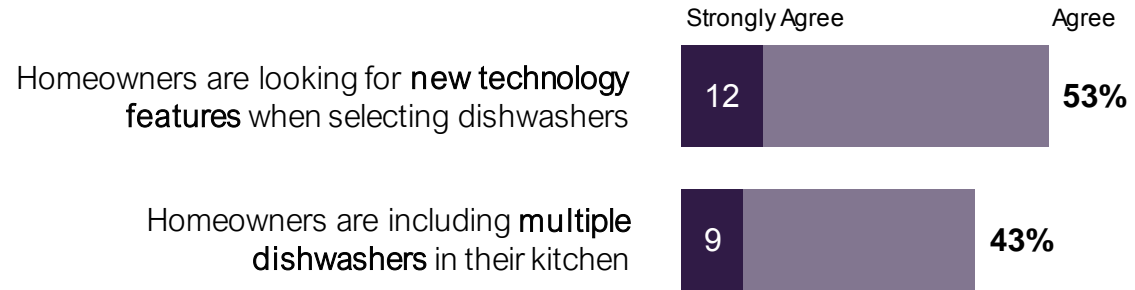 Strongly Agree Agree
Homeowners are looking for new technology
features when selecting dishwashers
12
53%
Homeowners are including multiple
dishwashers in their kitchen
9
43%